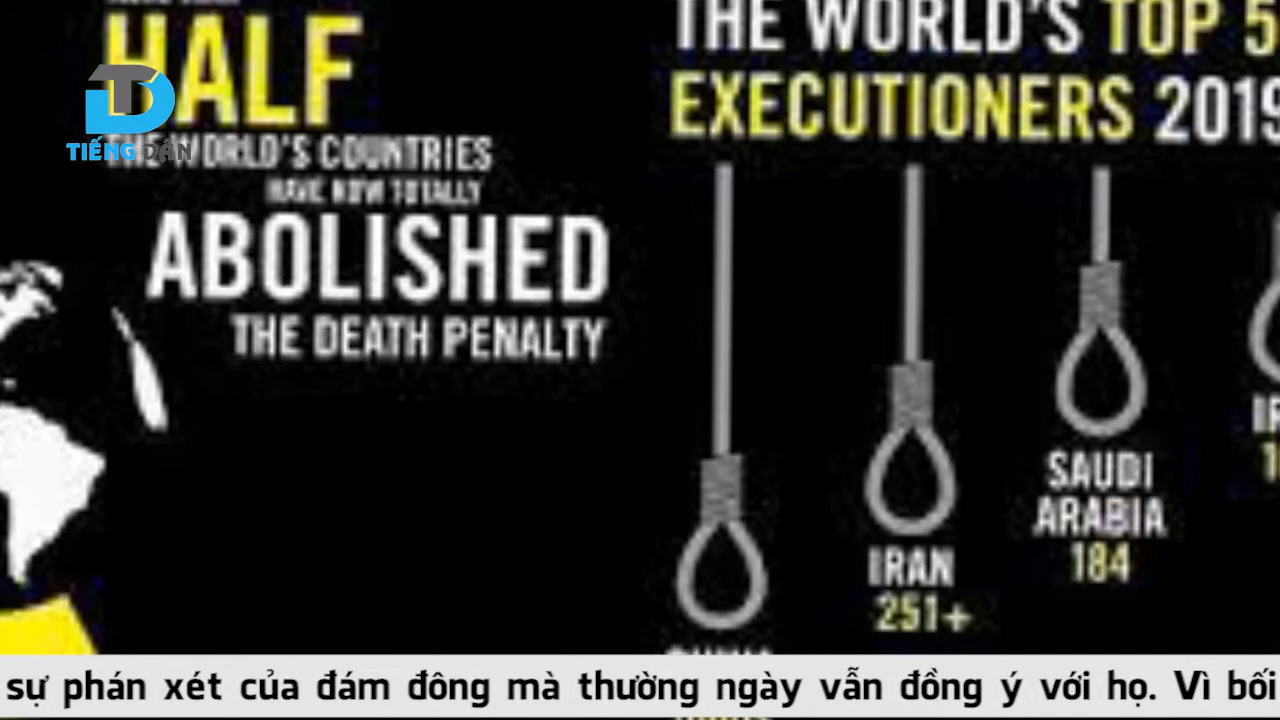 HALF
THE WORLD'S COUNTRIES
HAVE NOW TOTALLY
ABOLISHED
THE DEATH PENALTY
TIẾNG DÂN
THE WORLD'S TOP 5
EXECUTIONERS 2019
SAUDI
ARABIA
184
IRAN
251+
sự phán xét của đám đông mà thường ngày vẫn đồng ý với họ. Vì bối